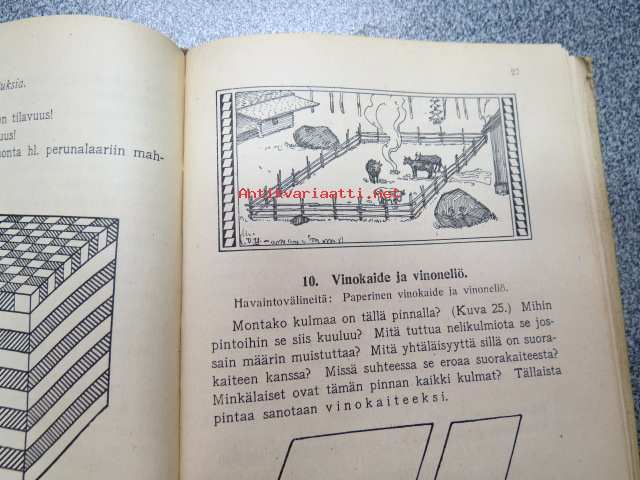 uksia.
on tilavuus!
uus!
onta hl. perunalaariin mah-
27
Antikvariaatti.net
10. Vinokaide ja vinoneliö.
Havaintovälineitä: Paperinen vinokaide ja vinoneliö.
Montako kulmaa on tällä pinnalla? (Kuva 25.) Mihin
pintoihin se siis kuuluu? Mitä tuttua nelikulmiota se jos-
sain määrin muistuttaa? Mitä yhtäläisyyttä sillä on suora-
kaiteen kanssa? Missä suhteessa se eroaa suorakaiteesta?
Minkälaiset ovat tämän pinnan kaikki kulmat? Tällaista
pintaa sanotaan vinokaiteeksi.